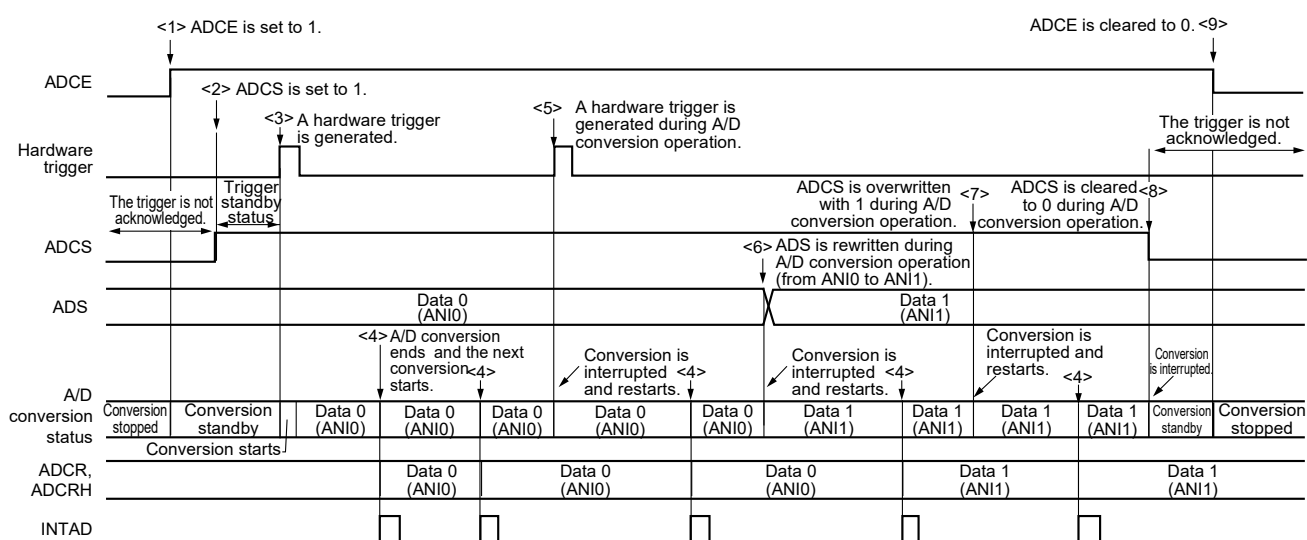 <1> ADCE is set to 1.
ADCE is cleared to 0. <9>
ADCE
<2> ADCS is set to 1.
<3> A hardware trigger
is generated.
<5> A hardware trigger is
generated during A/D
conversion operation.
The trigger is not
acknowledged.
Hardware
trigger
The trigger is not
acknowledged.
Trigger
standby
status
ADCS is overwritten
with 1 during A/D
conversion operation.
<7>
ADCS is cleared
to 0 during A/D
conversion operation.
<8>
ADCS
<6> ADS is rewritten during
A/D conversion operation
(from ANI0 to ANI1).
ADS
Data 0
(ANI0)
Data 1
(ANI1)
<4> A/D conversion
ends and the next
conversion
starts.
<4>
Conversion is
interrupted
and restarts.
<4>
Conversion is
interrupted
and restarts.
<4>
Conversion is
interrupted and
restarts.
<4>
Conversion
is interrupted.
A/D
conversion
status
Conversion
stopped
Conversion
standby
Conversion starts
Data 0
(ANI0)
Data 0
(ANI0)
Data 0
(ANI0)
Data 0
(ANI0)
Data 0
(ANI0)
Data 1
(ANI1)
Data 1
(ANI1)
Data 1
(ANI1)
Data 1
(ANI1)
Conversion
standby
Conversion
stopped
ADCR,
ADCRH
Data 0
(ANI0)
Data 0
(ANI0)
Data 0
(ANI0)
Data 1
(ANI1)
Data 1
(ANI1)
INTAD